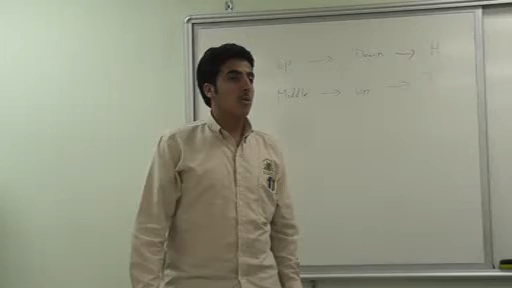 up → Down → H
Middle → up →